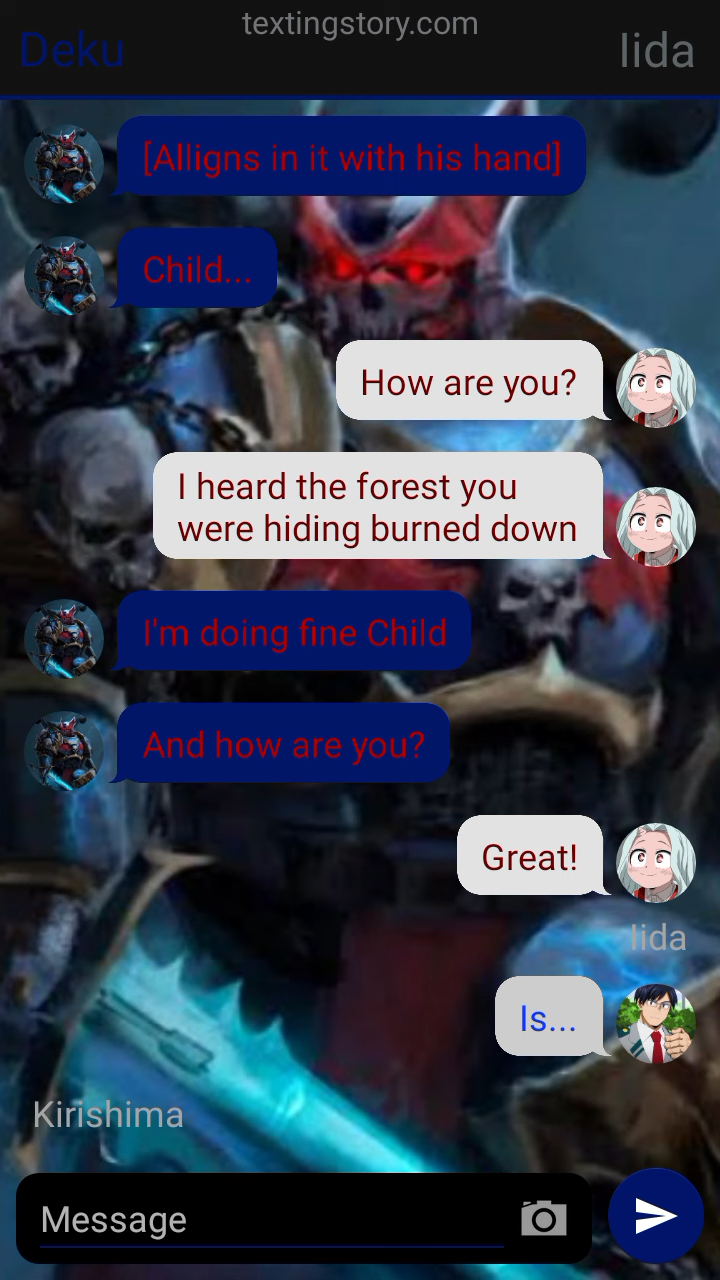 textingstory.com
Deku
Iida
[Alligns in it with his hand]
Child...
How are you?
I heard the forest you
were hiding burned down
I'm doing fine Child
And how are you?
Great!
Iida
Is...
Kirishima
Message